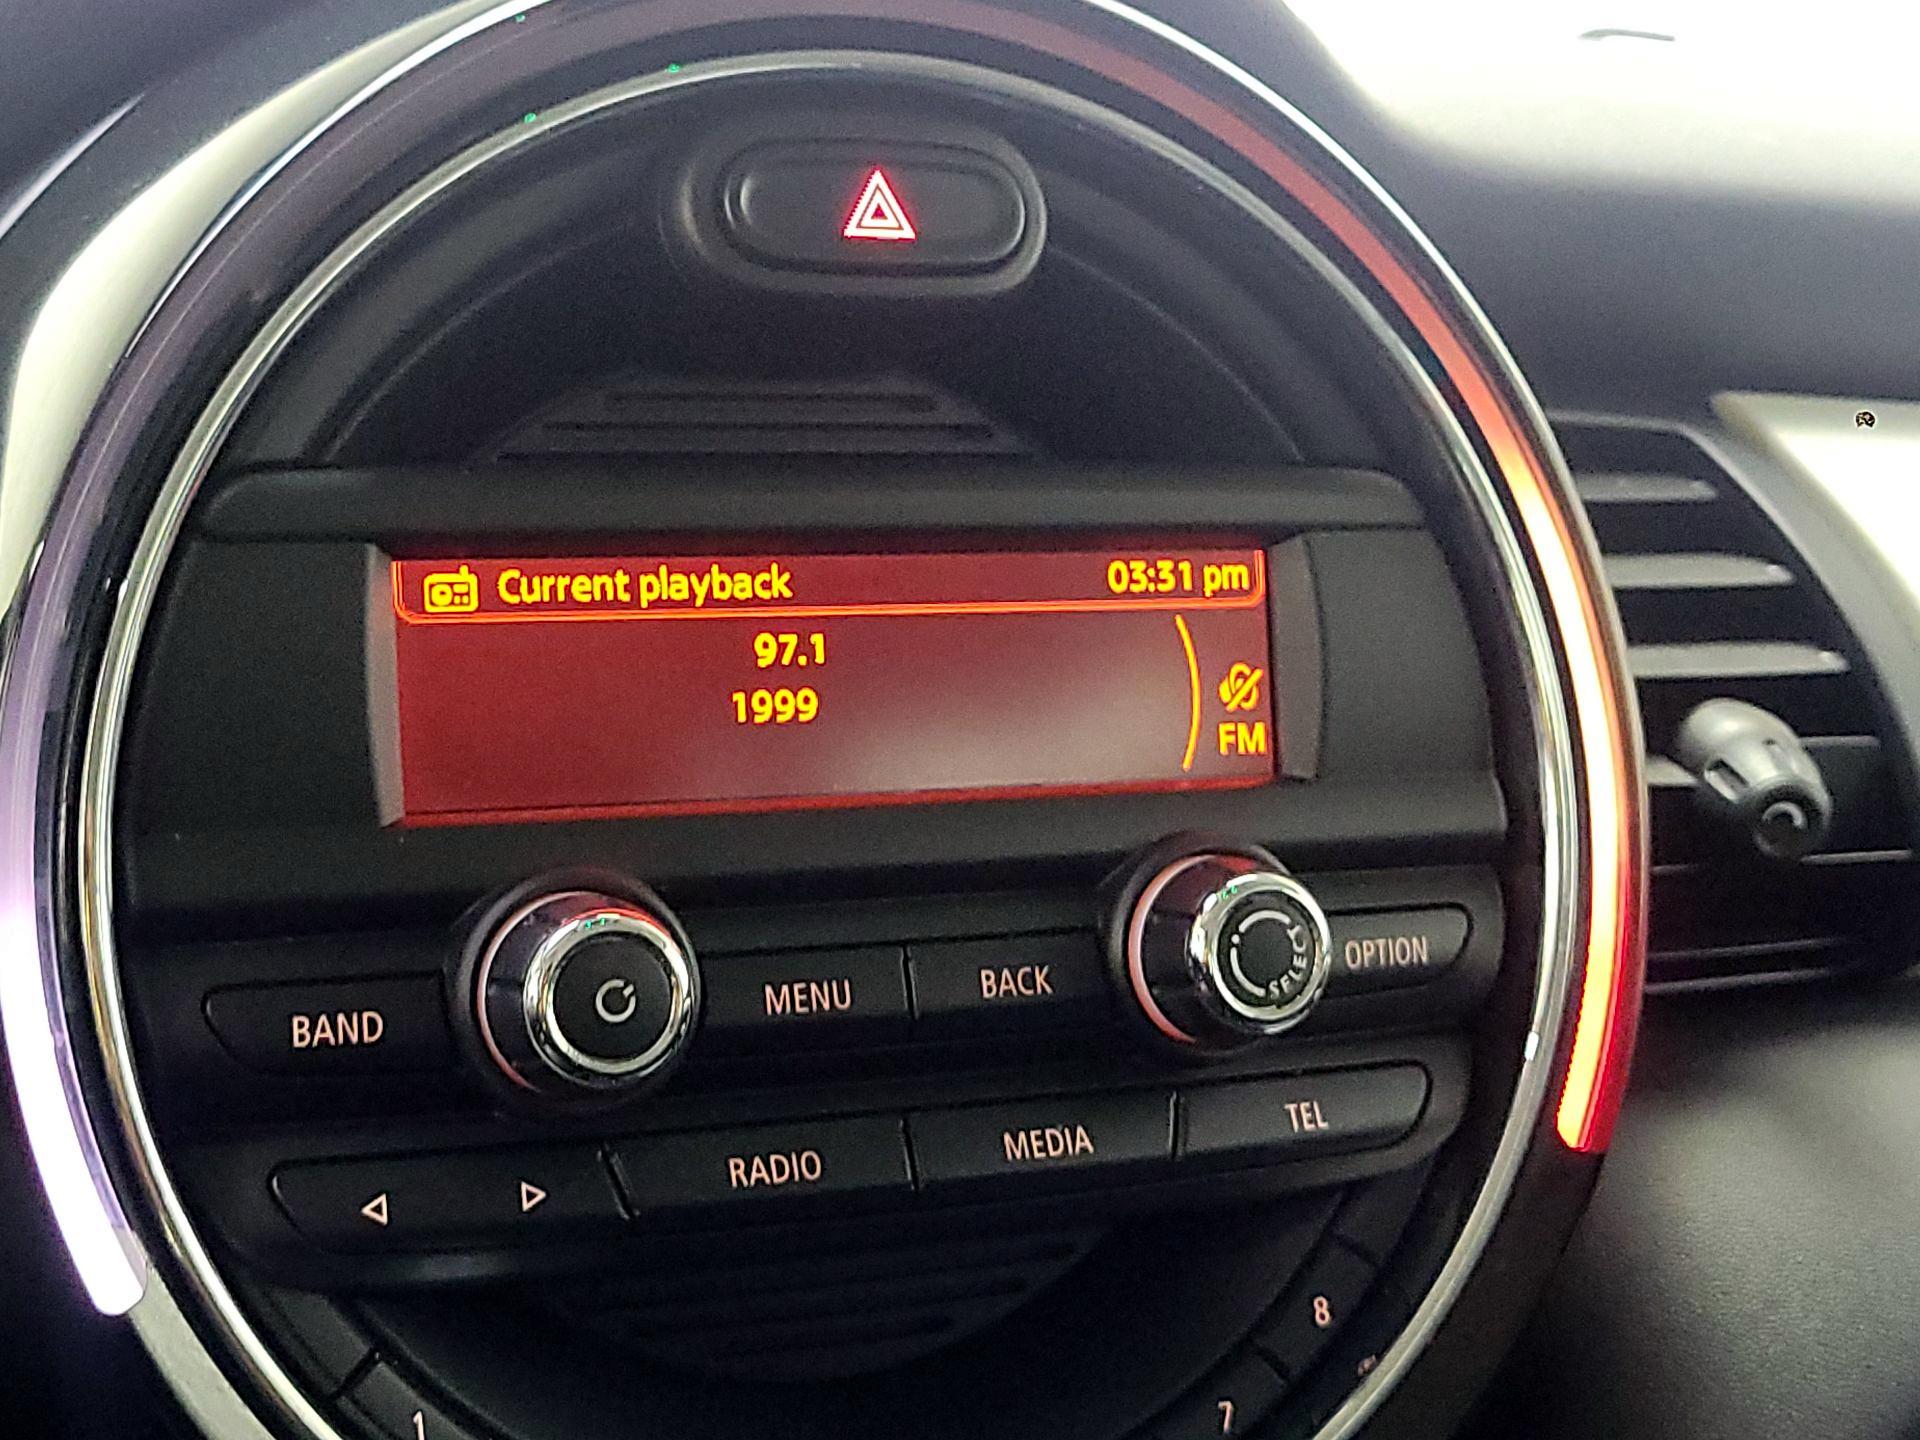 Current playback 03:31 pm
97.1
1999
FM
BAND
MENU
BACK
SELECT
OPTION
RADIO
MEDIA
TEL
8
1
7